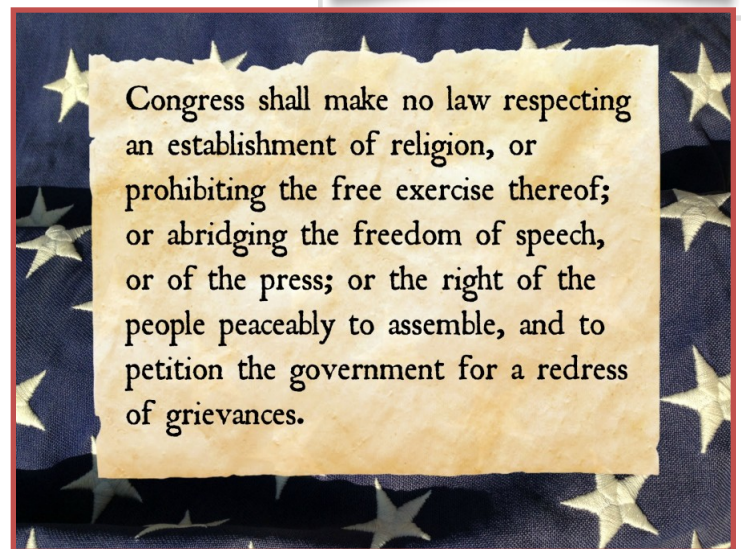 Congress shall make no law respecting
an establishment of religion, or
prohibiting the free exercise thereof;
or abridging the freedom of speech,
or of the press; or the right of the
people peaceably to assemble, and to
petition the government for a redress
of grievances.